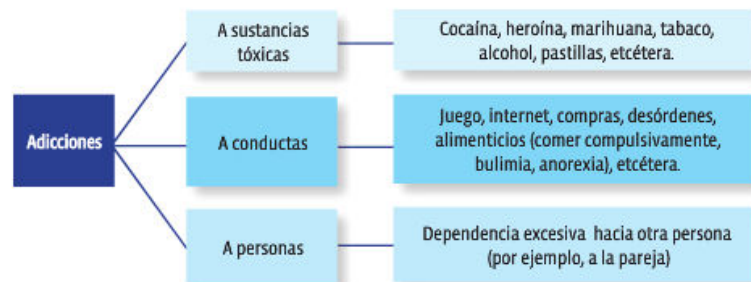 Adicciones
A sustancias
tóxicas
Cocaína, heroína, marihuana, tabaco,
alcohol, pastillas, etcétera.
A conductas
Juego, internet, compras, desórdenes,
alimenticios (comer compulsivamente,
bulimia, anorexia), etcétera.
A personas
Dependencia excesiva hacia otra persona
(por ejemplo, a la pareja)